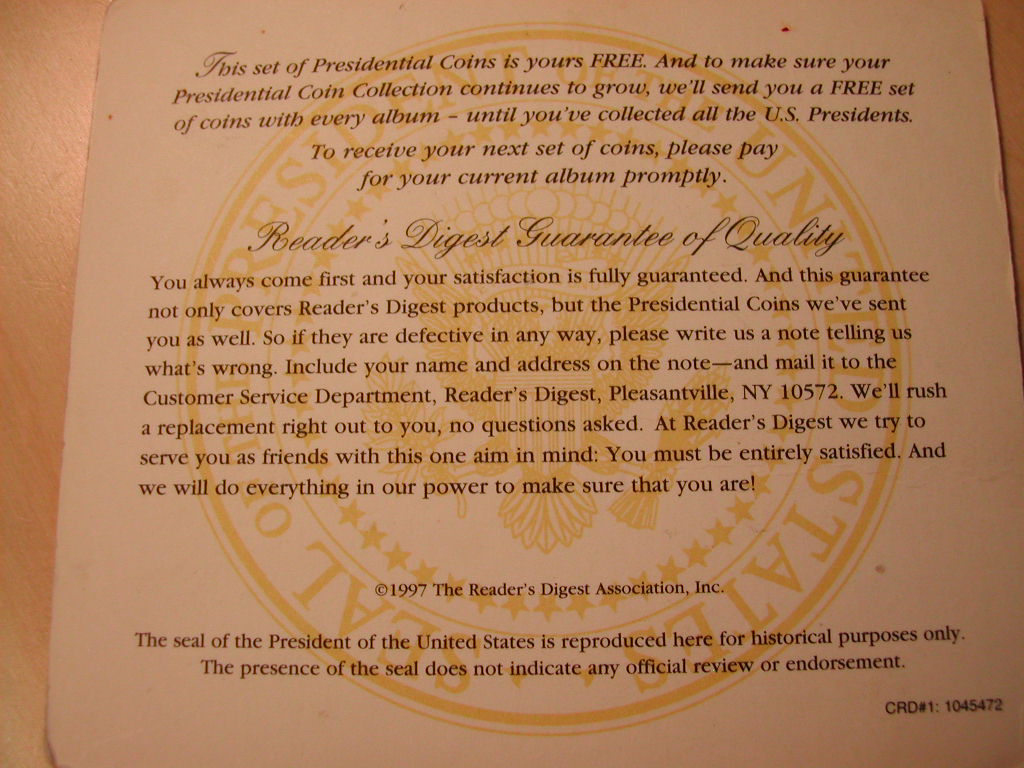 This set of Presidential Coins is yours FREE. And to make sure your
Presidential Coin Collection continues to grow, we'll send you a FREE set
of coins with every album – until you've collected all the U.S. Presidents.
To receive your next set of coins, please pay
for your current album promptly.
Reader's Digest Guarantee of Quality
You always come first and your satisfaction is fully guaranteed. And this guarantee
not only covers Reader's Digest products, but the Presidential Coins we've sent
you as well. So if they are defective in any way, please write us a note telling us
what's wrong. Include your name and address on the note—and mail it to the
Customer Service Department, Reader's Digest, Pleasantville, NY 10572. We'll rush
a replacement right out to you, no questions asked. At Reader's Digest we try to
serve you as friends with this one aim in mind: You must be entirely satisfied. And
we will do everything in our power to make sure that you are!
©1997 The Reader's Digest Association, Inc.
The seal of the President of the United States is reproduced here for historical purposes only.
The presence of the seal does not indicate any official review or endorsement.
CRD#1: 1045472
SEAL OF THE PRESIDENT OF THE UNITED STATES